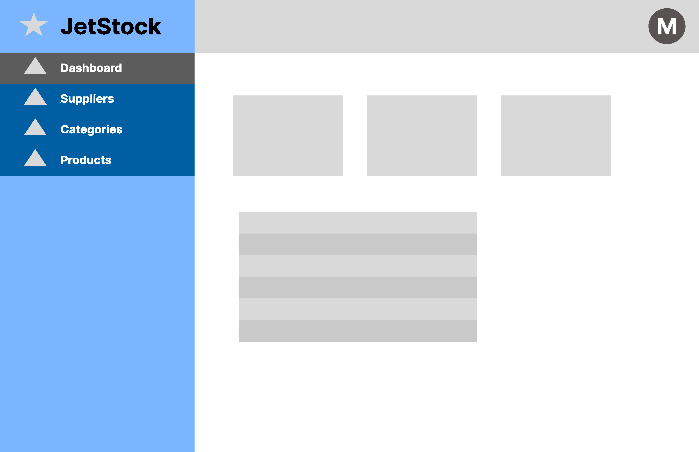 JetStock
M
Dashboard
Suppliers
Categories
Products